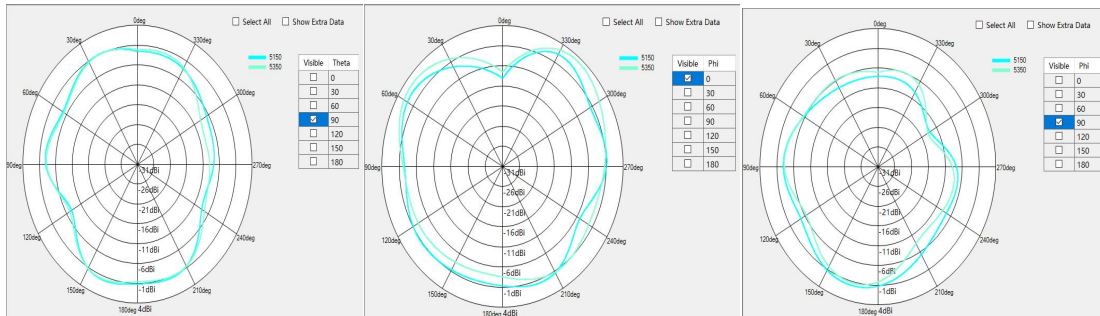 0deg
30deg
330deg
60deg
300deg
90deg
270deg
120deg
240deg
150deg
210deg
180deg 4dBi
-31dBi
-26dBi
-21dBi
-16dBi
-11dBi
-6dBi
-1dBi
Select All
Show Extra Data
5150
5350
Visible Theta
0
30
60
90
120
150
180
0deg
30deg
330deg
60deg
300deg
90deg
270deg
120deg
240deg
150deg
210deg
180deg 4dBi
-31dBi
-26dBi
-21dBi
-16dBi
-11dBi
-6dBi
-1dBi
Select All
Show Extra Data
5150
5350
Visible Phi
0
30
60
90
120
150
180
0deg
30deg
330deg
60deg
300deg
90deg
270deg
120deg
240deg
150deg
210deg
180deg 4dBi
-31dBi
-26dBi
-21dBi
-16dBi
-11dBi
-6dBi
-1dBi
Select All
Show Extra Data
5150
5350
Visible Phi
0
30
60
90
120
150
180